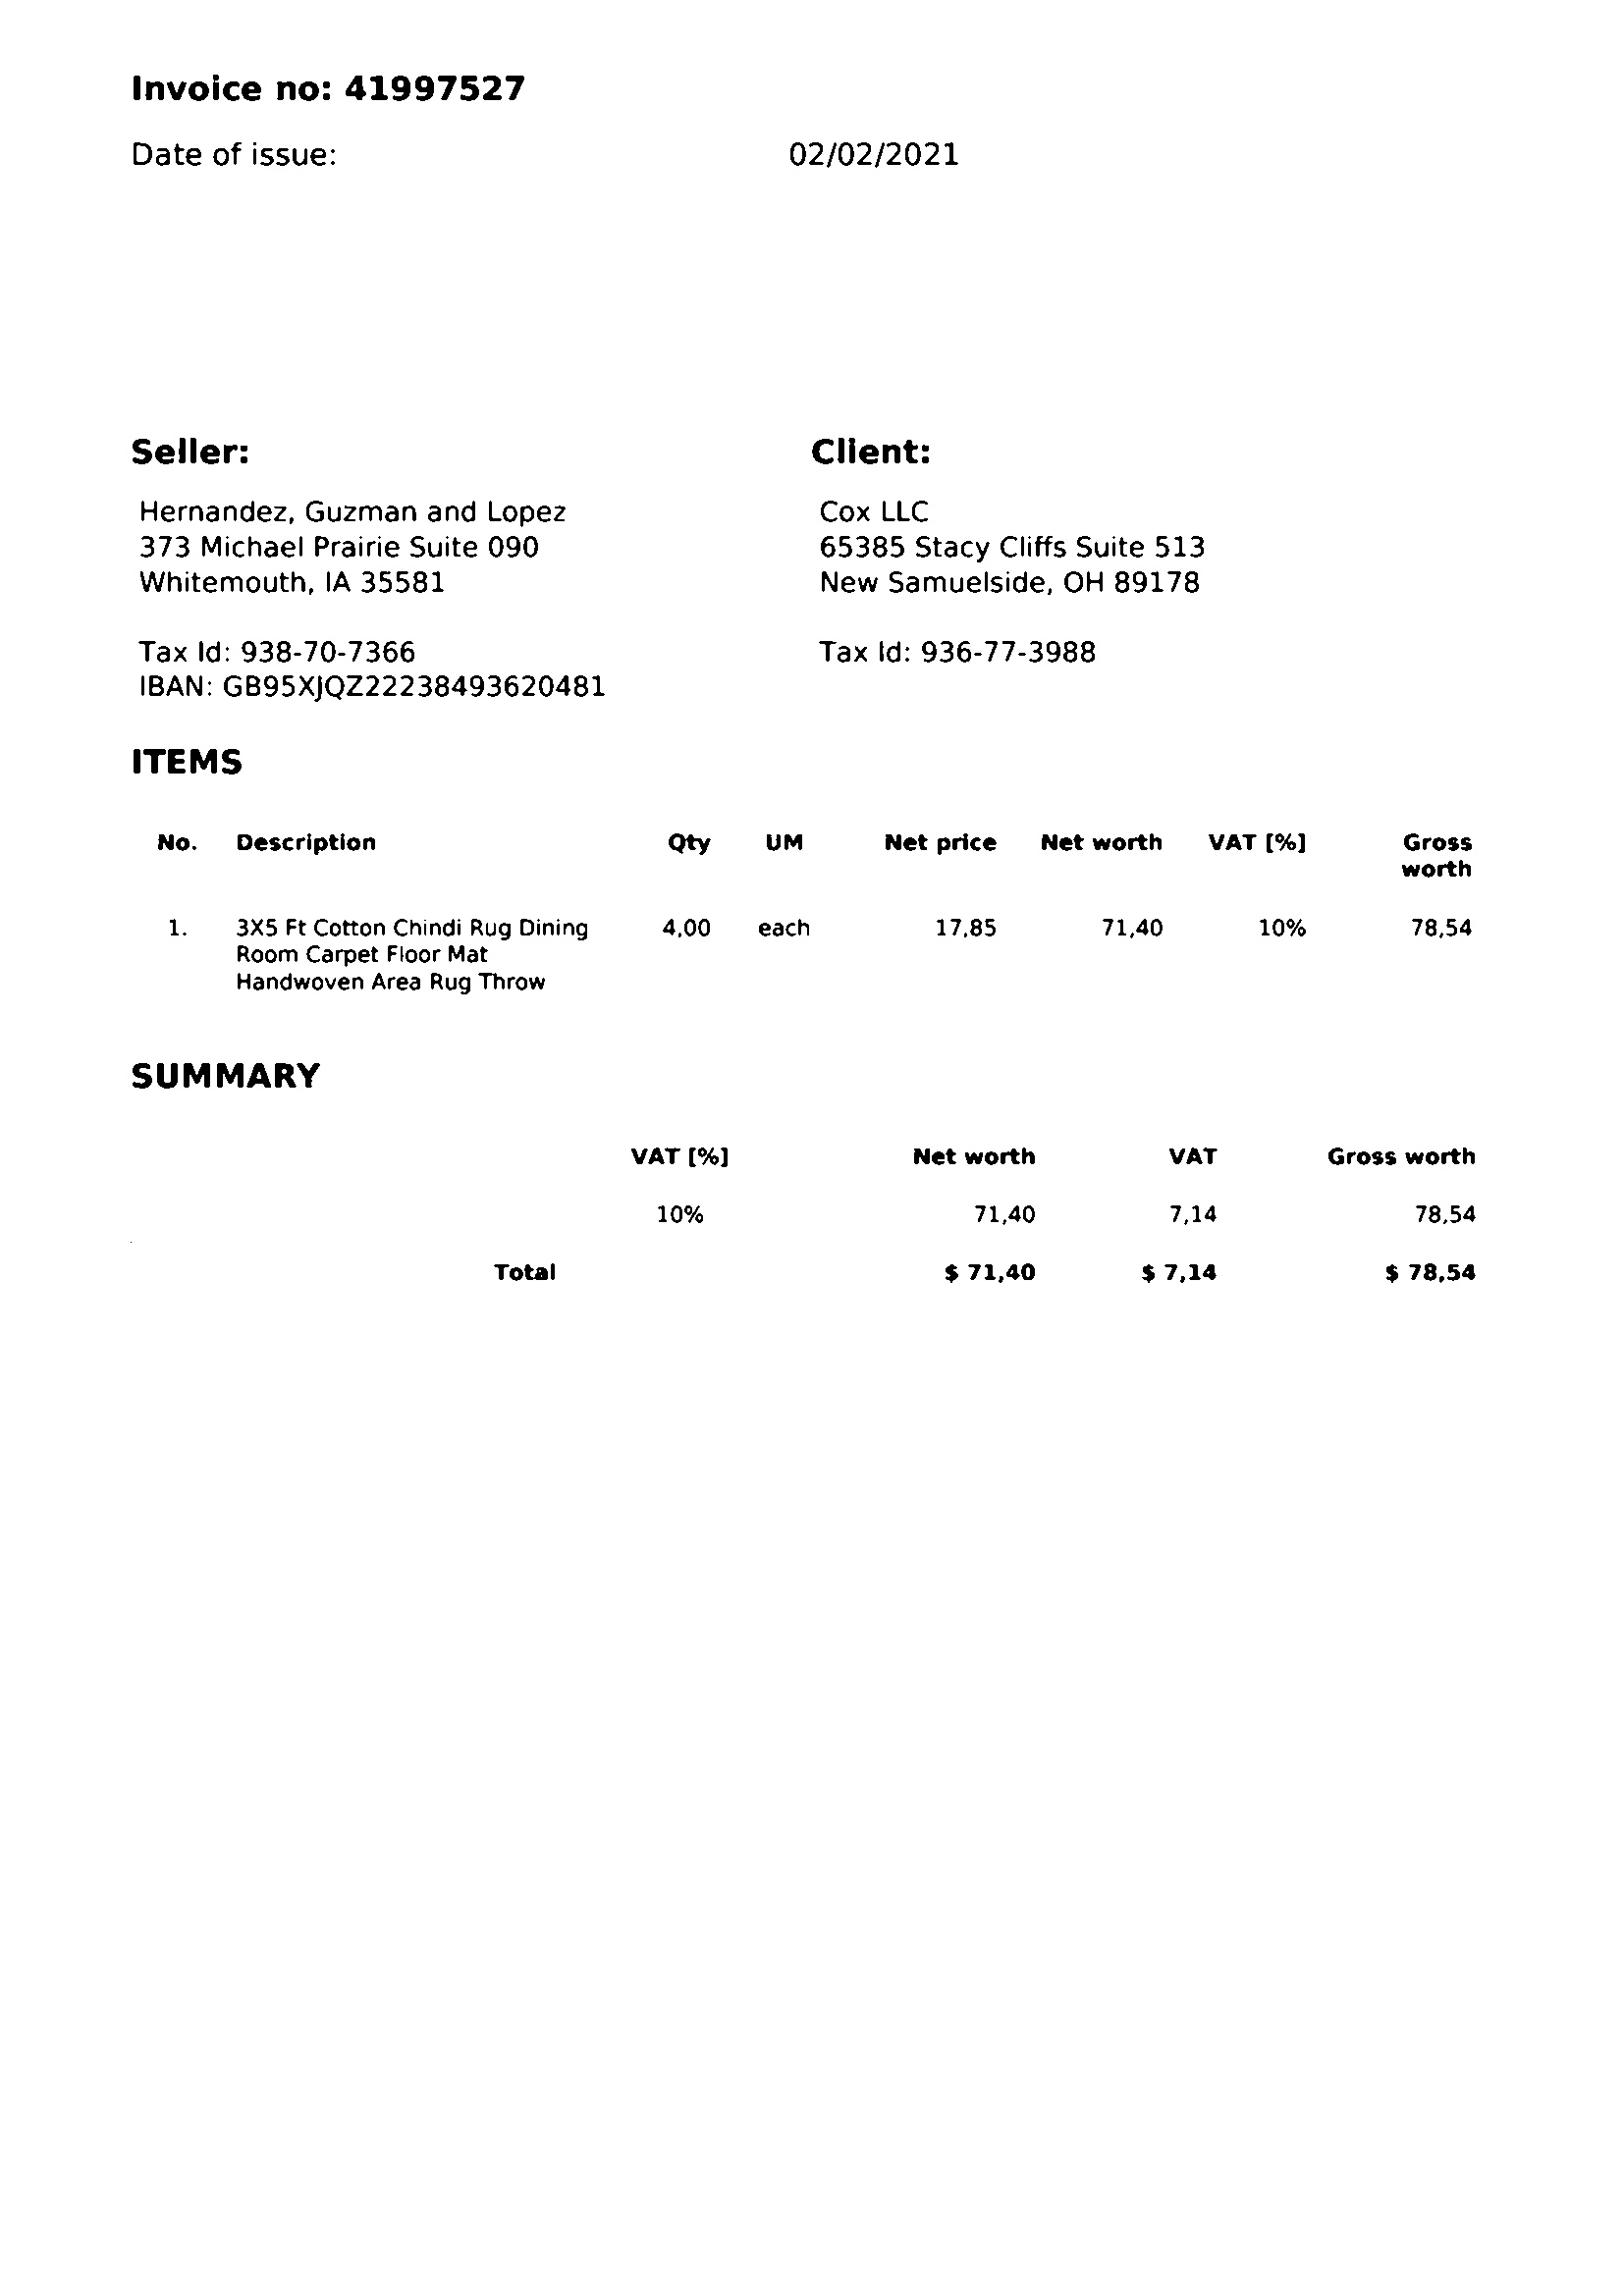 Invoice no: 41997527
Date of issue: 02/02/2021
Seller:
Hernandez, Guzman and Lopez
373 Michael Prairie Suite 090
Whitemouth, IA 35581
Tax Id: 938-70-7366
IBAN: GB95XJQZ22238493620481
Client:
Cox LLC
65385 Stacy Cliffs Suite 513
New Samuelside, OH 89178
Tax Id: 936-77-3988
ITEMS
No. Description Qty UM Net price Net worth VAT [%] Gross
worth
1. 3X5 Ft Cotton Chindi Rug Dining 4,00 each 17,85 71,40 10% 78,54
Room Carpet Floor Mat
Handwoven Area Rug Throw
SUMMARY
VAT [%] Net worth VAT Gross worth
10% 71,40 7,14 78,54
Total $ 71,40 $ 7,14 $ 78,54